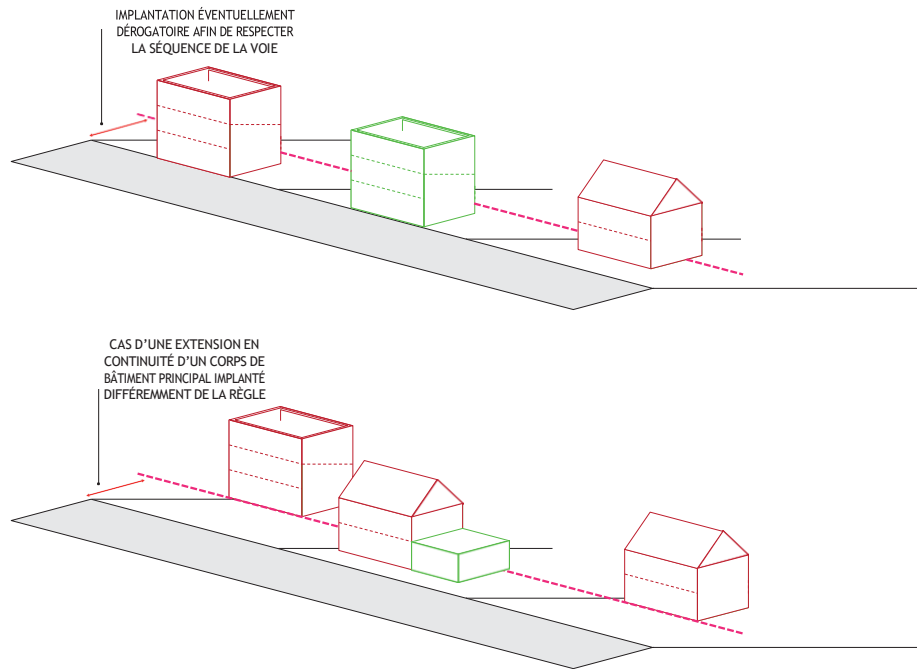 IMPLANTATION ÉVENTUELLEMENT
DÉROGATOIRE AFIN DE RESPECTER
LA SÉQUENCE DE LA VOIE
CAS D’UNE EXTENSION EN
CONTINUITÉ D’UN CORPS DE
BÂTIMENT PRINCIPAL IMPLANTÉ
DIFFÉREMMENT DE LA RÈGLE